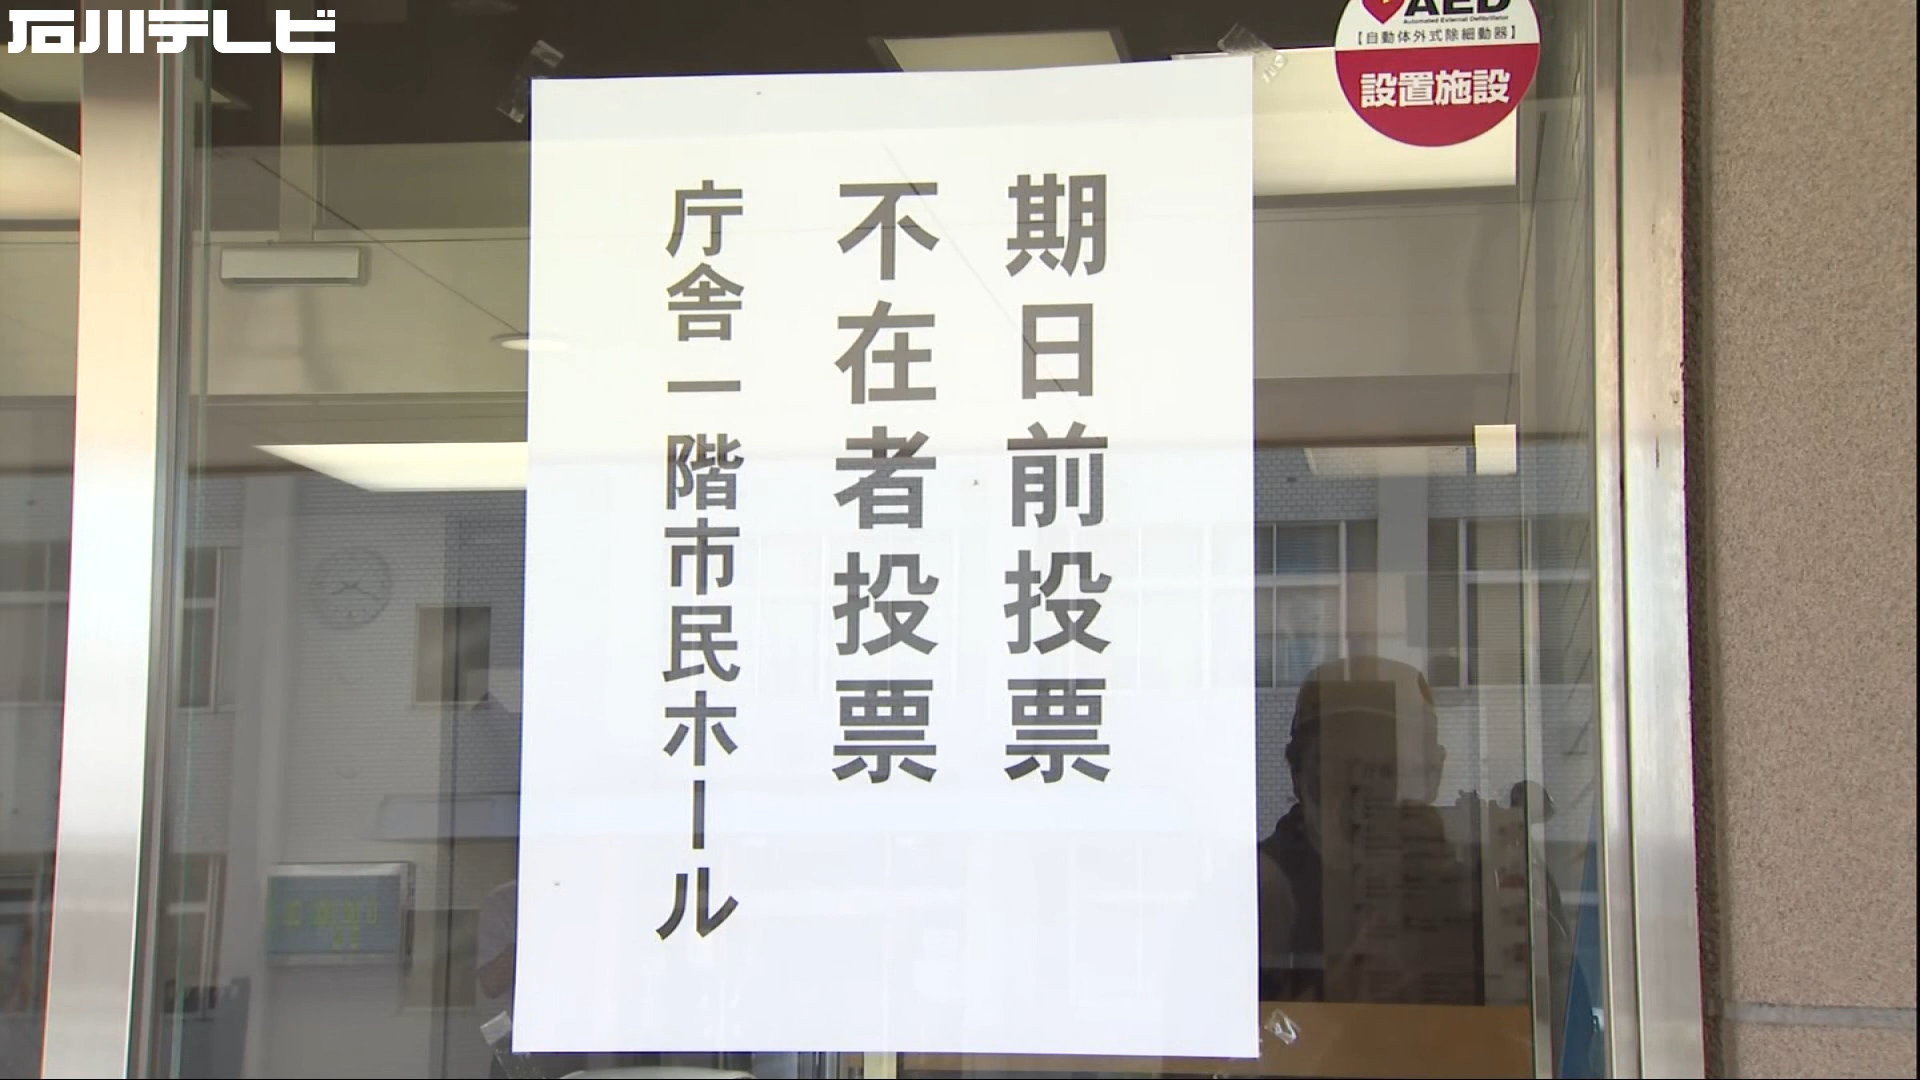 石川テレビ
AED
Automated External Defibrillator
【自動体外式除細動器】
設置施設
期日前投票
不在者投票
庁舎一階市民ホール